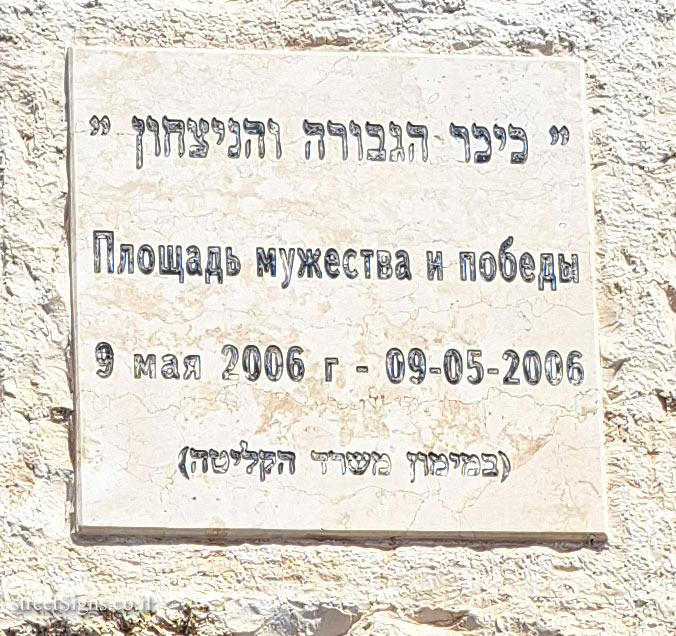 " כיכר הגבורה והניצחון "
Площадь мужества и победы
9 мая 2006 г - 09-05-2006
(במימון משרד הקליטה)
StreetSigns.co.il